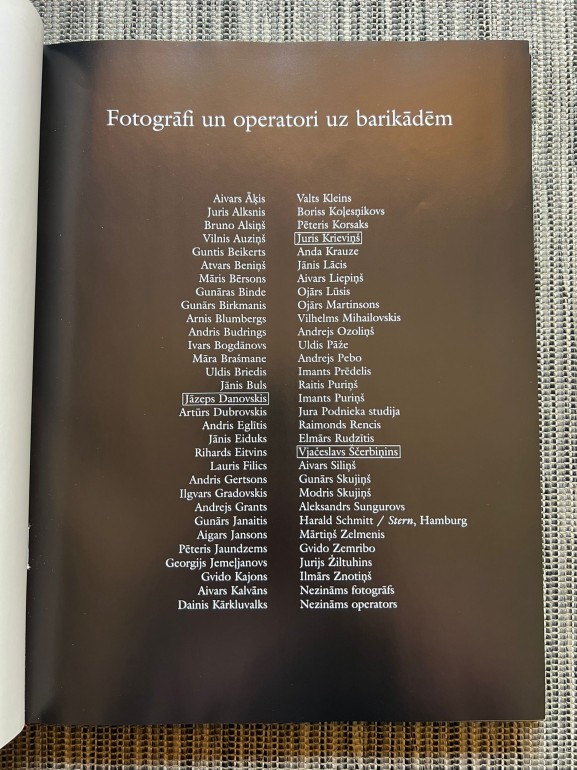 Fotogrāfi un operatori uz barikādēm
Aivars Āķis
Juris Alksnis
Bruno Alsiņš
Vilnis Auziņš
Guntis Beikerts
Atvars Beniņš
Māris Bērsons
Gunārs Binde
Gunārs Birkmanis
Arnis Blumbergs
Andris Budrings
Ivars Bogdānovs
Māra Brašmane
Uldis Briedis
Jānis Buls
Jāzeps Danovskis
Artūrs Dubrovskis
Andris Eglītis
Jānis Eiduks
Rihards Eitvins
Lauris Filics
Andris Gertsons
Ilgvars Gradovskis
Andrejs Grants
Gunārs Janaitis
Aigars Jansons
Pēteris Jaundzems
Georgijs Jemeļjanovs
Gvido Kajons
Aivars Kalvāns
Dainis Kārkluvalks
Valts Kleins
Boriss Koļesņikovs
Pēteris Korsaks
Juris Krieviņš
Anda Krauze
Jānis Lācis
Aivars Liepiņš
Ojārs Lūsis
Ojārs Martinsons
Vilhelms Mihailovskis
Andrejs Ozoliņš
Uldis Pāže
Andrejs Pebo
Imants Prēdelis
Raitis Puriņš
Imants Puriņš
Jura Podnieka studija
Raimonds Rencis
Elmārs Rudzītis
Vjačeslavs Ščerbiņins
Aivars Siliņš
Gunārs Skujiņš
Modris Skujiņš
Aleksandrs Sungurovs
Harald Schmitt / Stern, Hamburg
Mārtiņš Zelmenis
Gvido Zemribo
Jurijs Žiltuhins
Ilmārs Znotiņš
Nezināms fotogrāfs
Nezināms operators